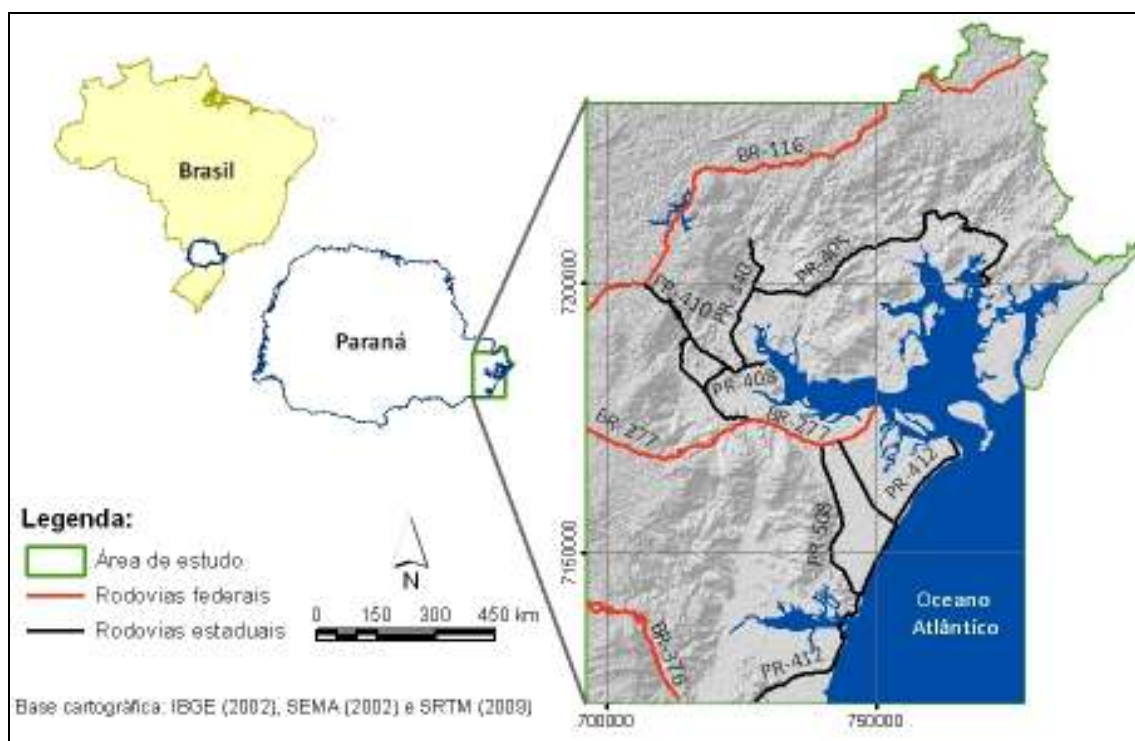 Brasil
Paraná
Legenda:
Área de estudo
Rodovias federais
Rodovias estaduais
N
0 150 300 450 km
Base cartográfica: IBGE (2002), SEMA (2002) e SRTM (2009)
BR-116
PR-405
PR-340
PR-410
PR-408
BR-277
BR-277
PR-412
PR-508
BR-376
PR-412
Oceano
Atlântico
7200000
7150000
700000
750000